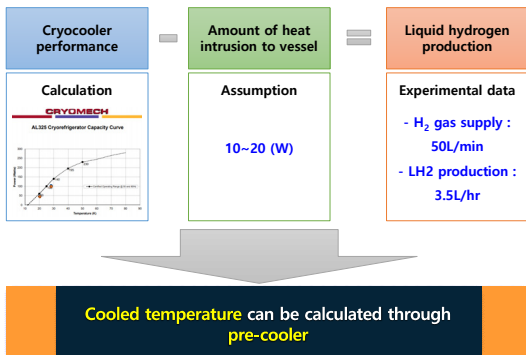 Cryocooler
performance
Amount of heat
intrusion to vessel
Liquid hydrogen
production
Calculation
CRYOMECH
AL325 Cryorefrigerator Capacity Curve
Temperature (K)
Assumption
10~20 (W)
Experimental data
- H₂ gas supply :
50L/min
- LH2 production :
3.5L/hr
Cooled temperature can be calculated through
pre-cooler